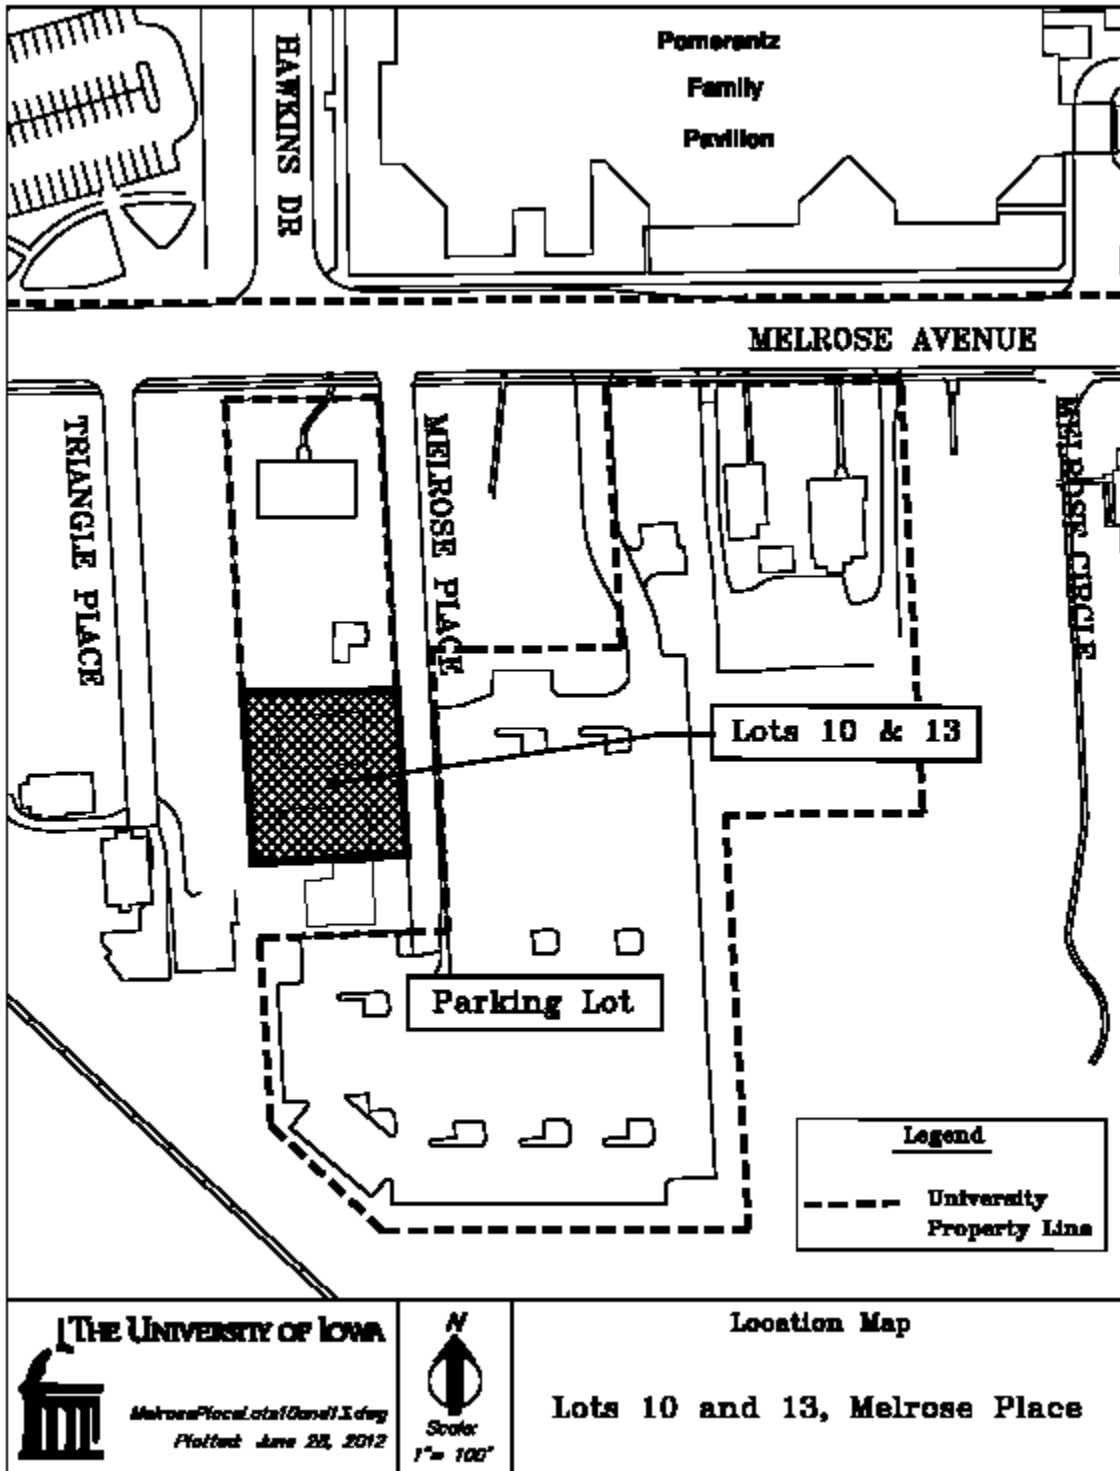 Pomerantz
Family
Pavilion
HAWKINS DR
MELROSE AVENUE
TRIANGLE PLACE
MELROSE PLACE
MELROSE CIRCLE
Lots 10 & 13
Parking Lot
Legend
University
Property Line
THE UNIVERSITY OF IOWA
Plotted: June 28, 2012
N
Scale:
1"= 100'
Location Map
Lots 10 and 13, Melrose Place